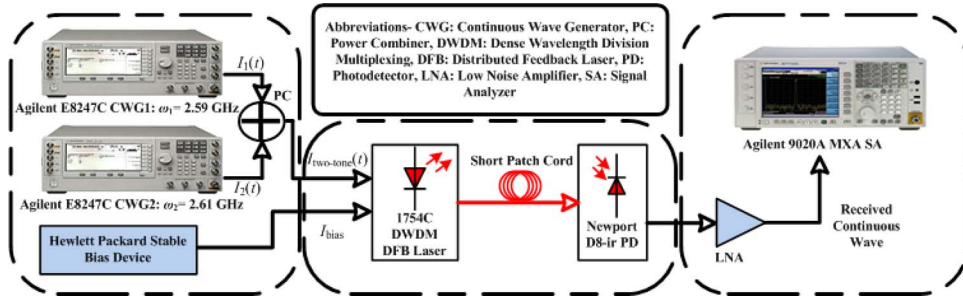 Abbreviations- CWG: Continuous Wave Generator, PC:
Power Combiner, DWDM: Dense Wavelength Division
Multiplexing, DFB: Distributed Feedback Laser, PD:
Photodetector, LNA: Low Noise Amplifier, SA: Signal
Analyzer
I₁(t)
Agilent E8247C CWG1: ω₁= 2.59 GHz
PC
I₂(t)
Agilent E8247C CWG2: ω₂= 2.61 GHz
Hewlett Packard Stable
Bias Device
I_two-tone(t)
I_bias
1754C
DWDM
DFB Laser
Short Patch Cord
Newport
D8-ir PD
Agilent 9020A MXA SA
LNA
Received
Continuous
Wave